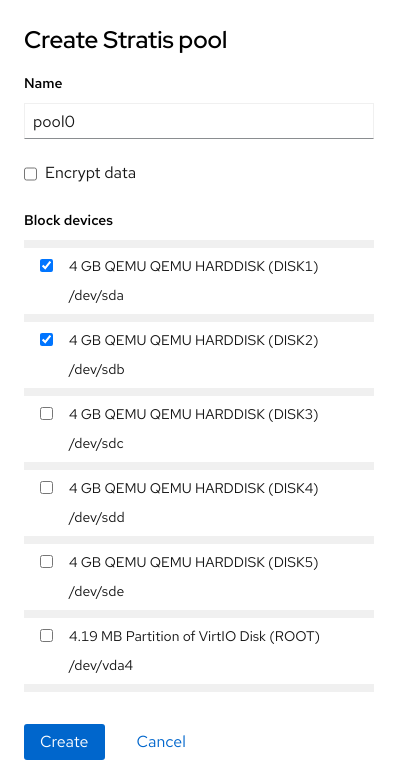 Create Stratis pool
Name
pool0
Encrypt data
Block devices
4 GB QEMU QEMU HARDDISK (DISK1)
/dev/sda
4 GB QEMU QEMU HARDDISK (DISK2)
/dev/sdb
4 GB QEMU QEMU HARDDISK (DISK3)
/dev/sdc
4 GB QEMU QEMU HARDDISK (DISK4)
/dev/sdd
4 GB QEMU QEMU HARDDISK (DISK5)
/dev/sde
4.19 MB Partition of VirtIO Disk (ROOT)
/dev/vda4
Create Cancel